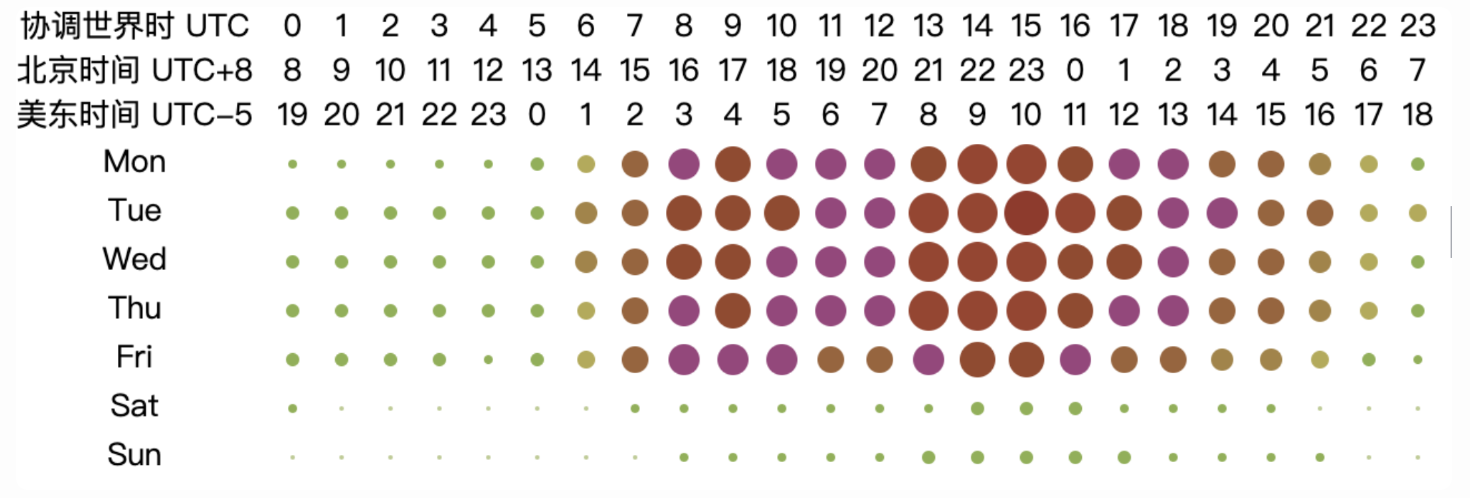 协调世界时 UTC 0 1 2 3 4 5 6 7 8 9 10 11 12 13 14 15 16 17 18 19 20 21 22 23
北京时间 UTC+8 8 9 10 11 12 13 14 15 16 17 18 19 20 21 22 23 0 1 2 3 4 5 6 7
美东时间 UTC−5 19 20 21 22 23 0 1 2 3 4 5 6 7 8 9 10 11 12 13 14 15 16 17 18
Mon
Tue
Wed
Thu
Fri
Sat
Sun